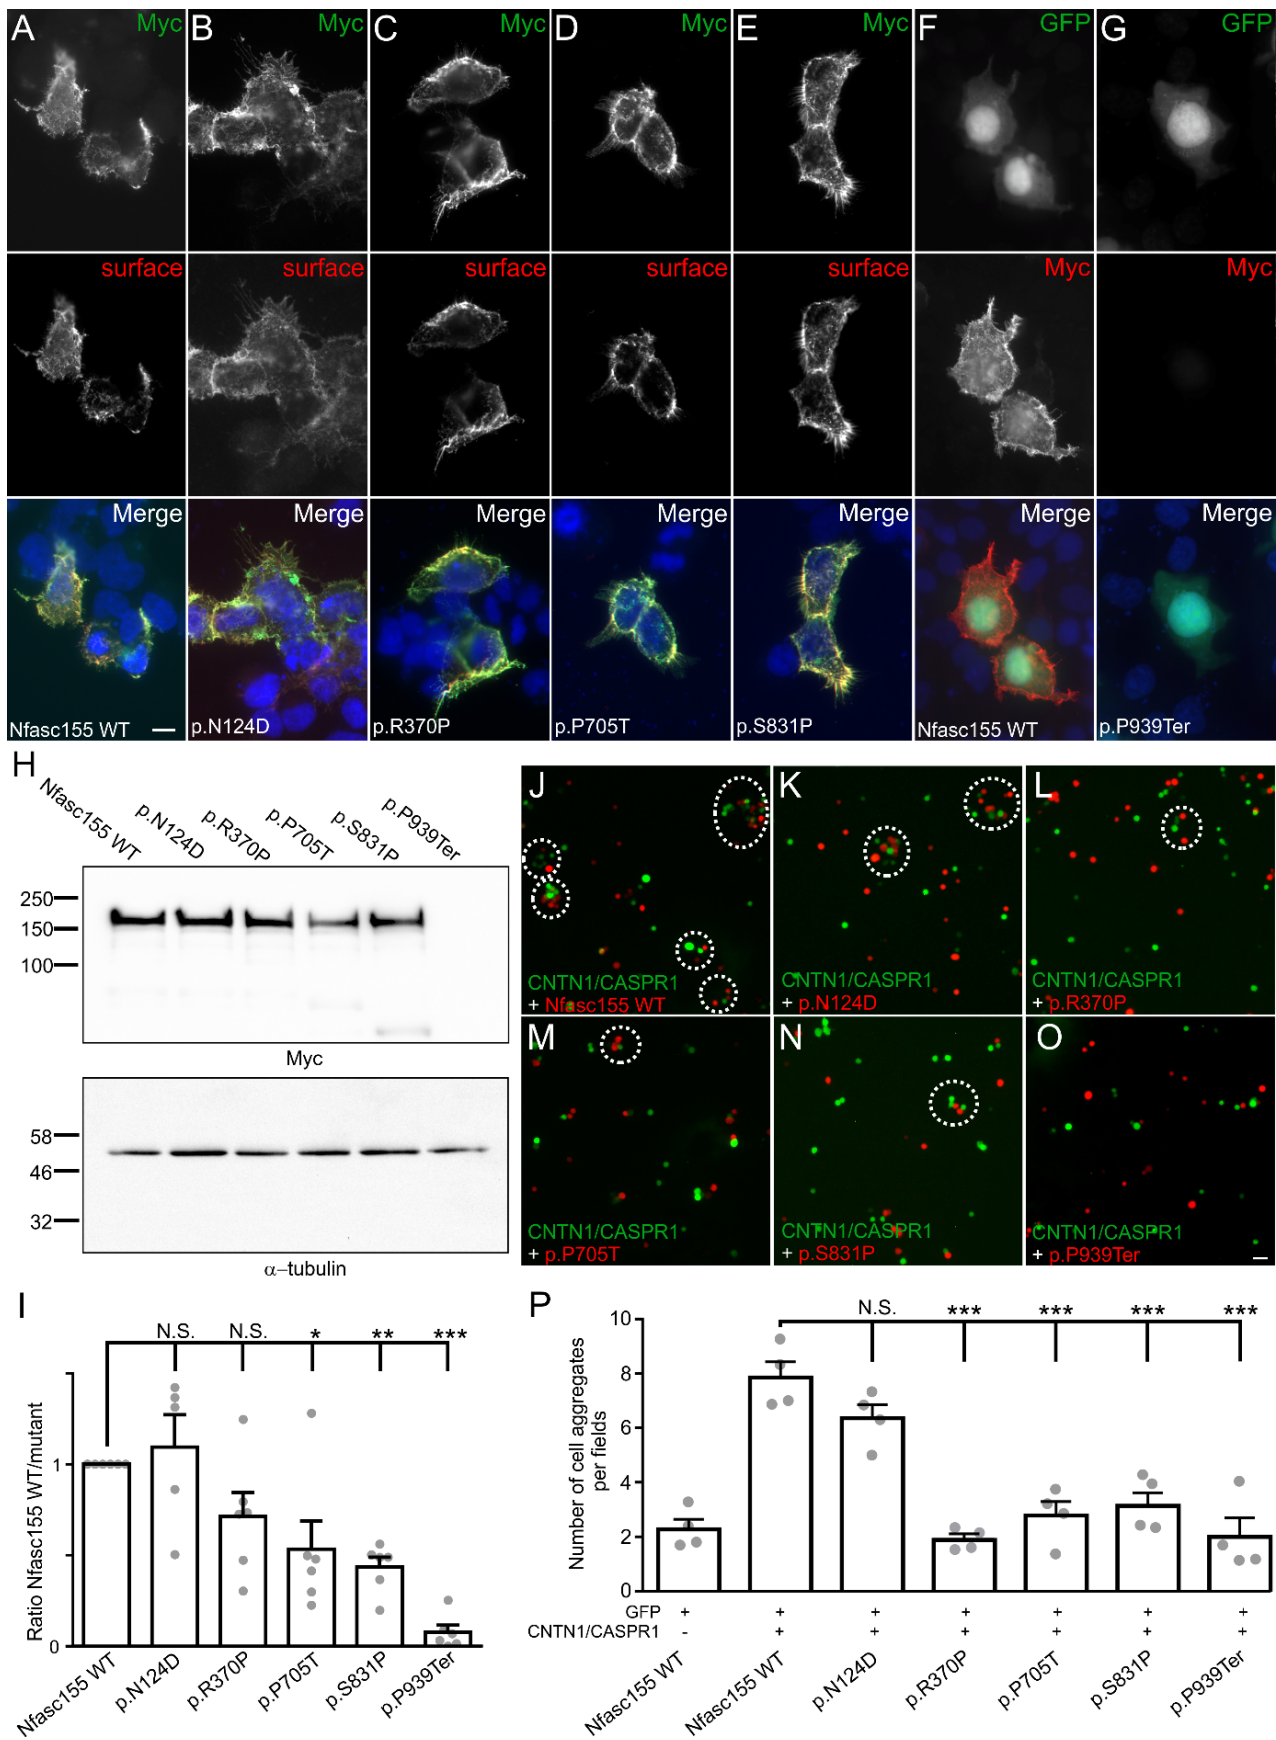 A Myc B Myc C Myc D Myc E Myc F GFP G GFP
surface surface surface surface surface Myc Myc
Merge Merge Merge Merge Merge Merge Merge
Nfasc155 WT p.N124D p.R370P p.P705T p.S831P Nfasc155 WT p.P939Ter
H
Nfasc155 WT p.N124D p.R370P p.P705T p.S831P p.P939Ter
250
150
100
Myc
58
46
32
α–tubulin
J
CNTN1/CASPR1
+ Nfasc155 WT
K
CNTN1/CASPR1
+ p.N124D
L
CNTN1/CASPR1
+ p.R370P
M
CNTN1/CASPR1
+ p.P705T
N
CNTN1/CASPR1
+ p.S831P
O
CNTN1/CASPR1
+ p.P939Ter
I
N.S. N.S. * ** ***
Ratio Nfasc155 WT/mutant
1
0
Nfasc155 WT p.N124D p.R370P p.P705T p.S831P p.P939Ter
P
N.S. *** *** *** ***
Number of cell aggregates
per fields
10
8
6
4
2
0
GFP + + + + + + +
CNTN1/CASPR1 - + + + + + +
Nfasc155 WT Nfasc155 WT p.N124D p.R370P p.P705T p.S831P p.P939Ter